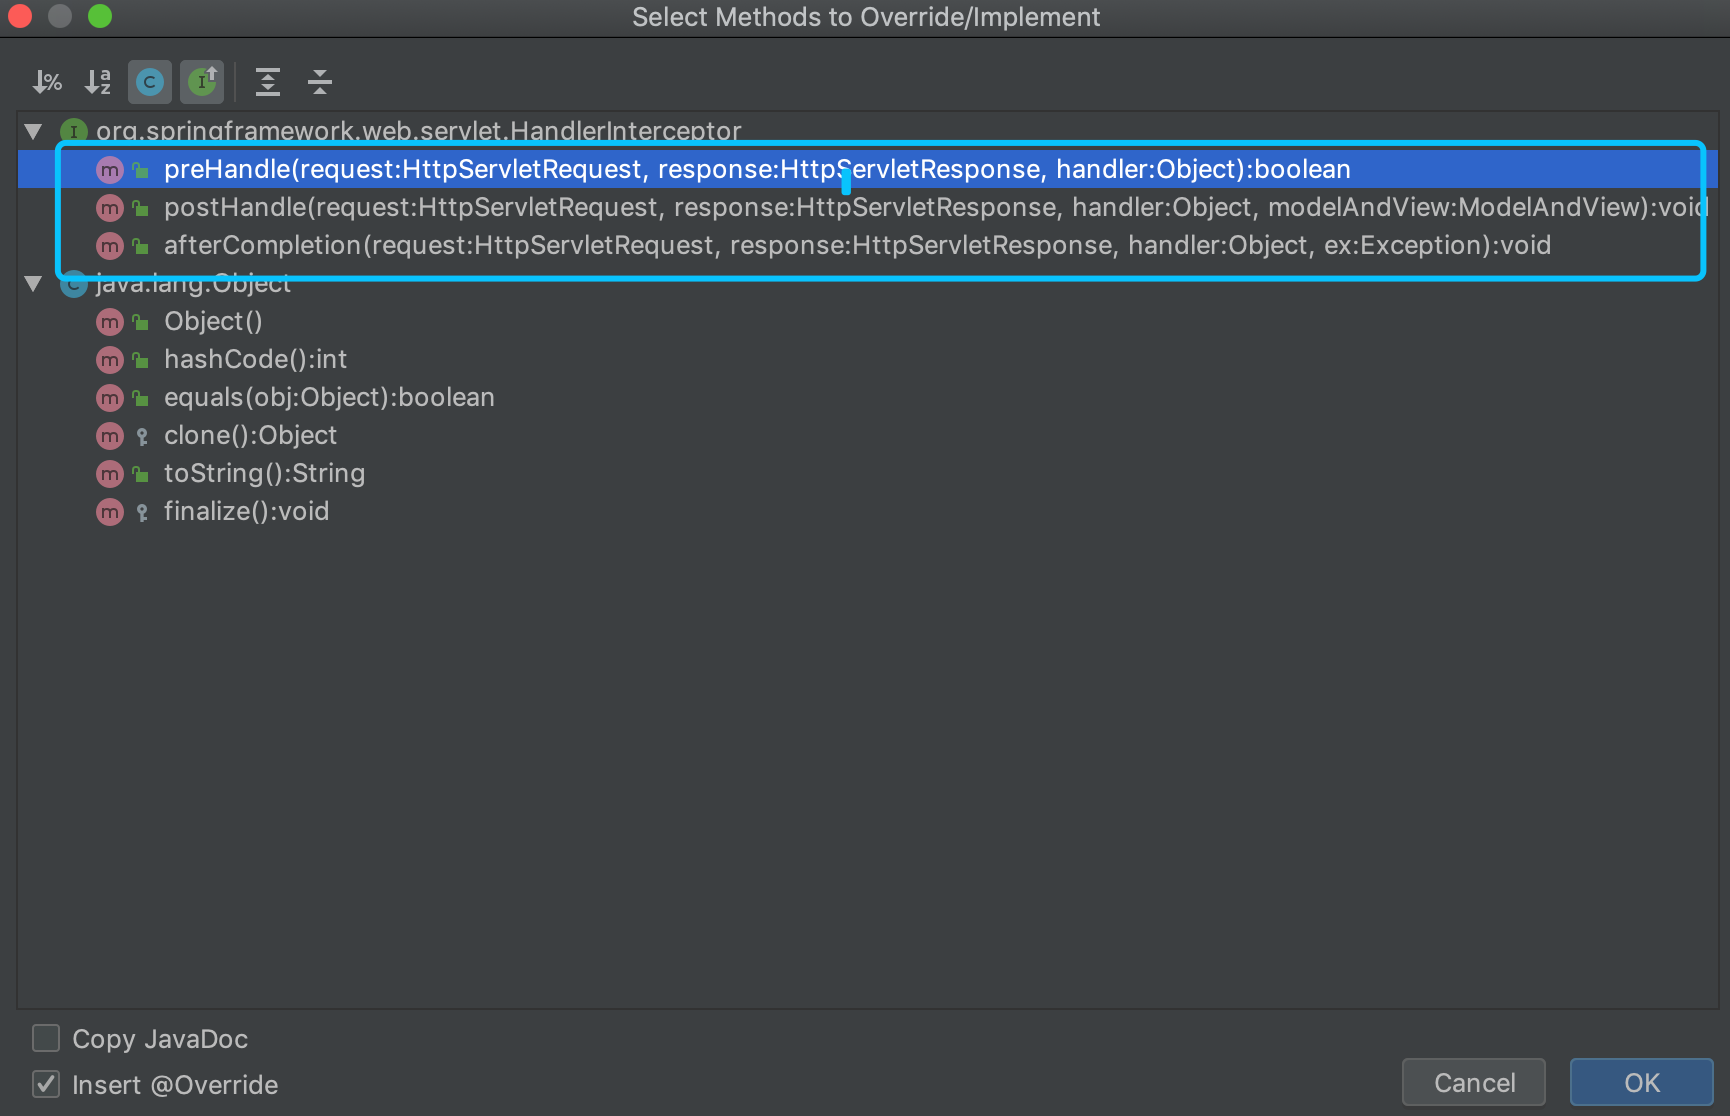 Select Methods to Override/Implement
org.springframework.web.servlet.HandlerInterceptor
preHandle(request:HttpServletRequest, response:HttpServletResponse, handler:Object):boolean
postHandle(request:HttpServletRequest, response:HttpServletResponse, handler:Object, modelAndView:ModelAndView):void
afterCompletion(request:HttpServletRequest, response:HttpServletResponse, handler:Object, ex:Exception):void
java.lang.Object
Object()
hashCode():int
equals(obj:Object):boolean
clone():Object
toString():String
finalize():void
Copy JavaDoc
Insert @Override
Cancel
OK